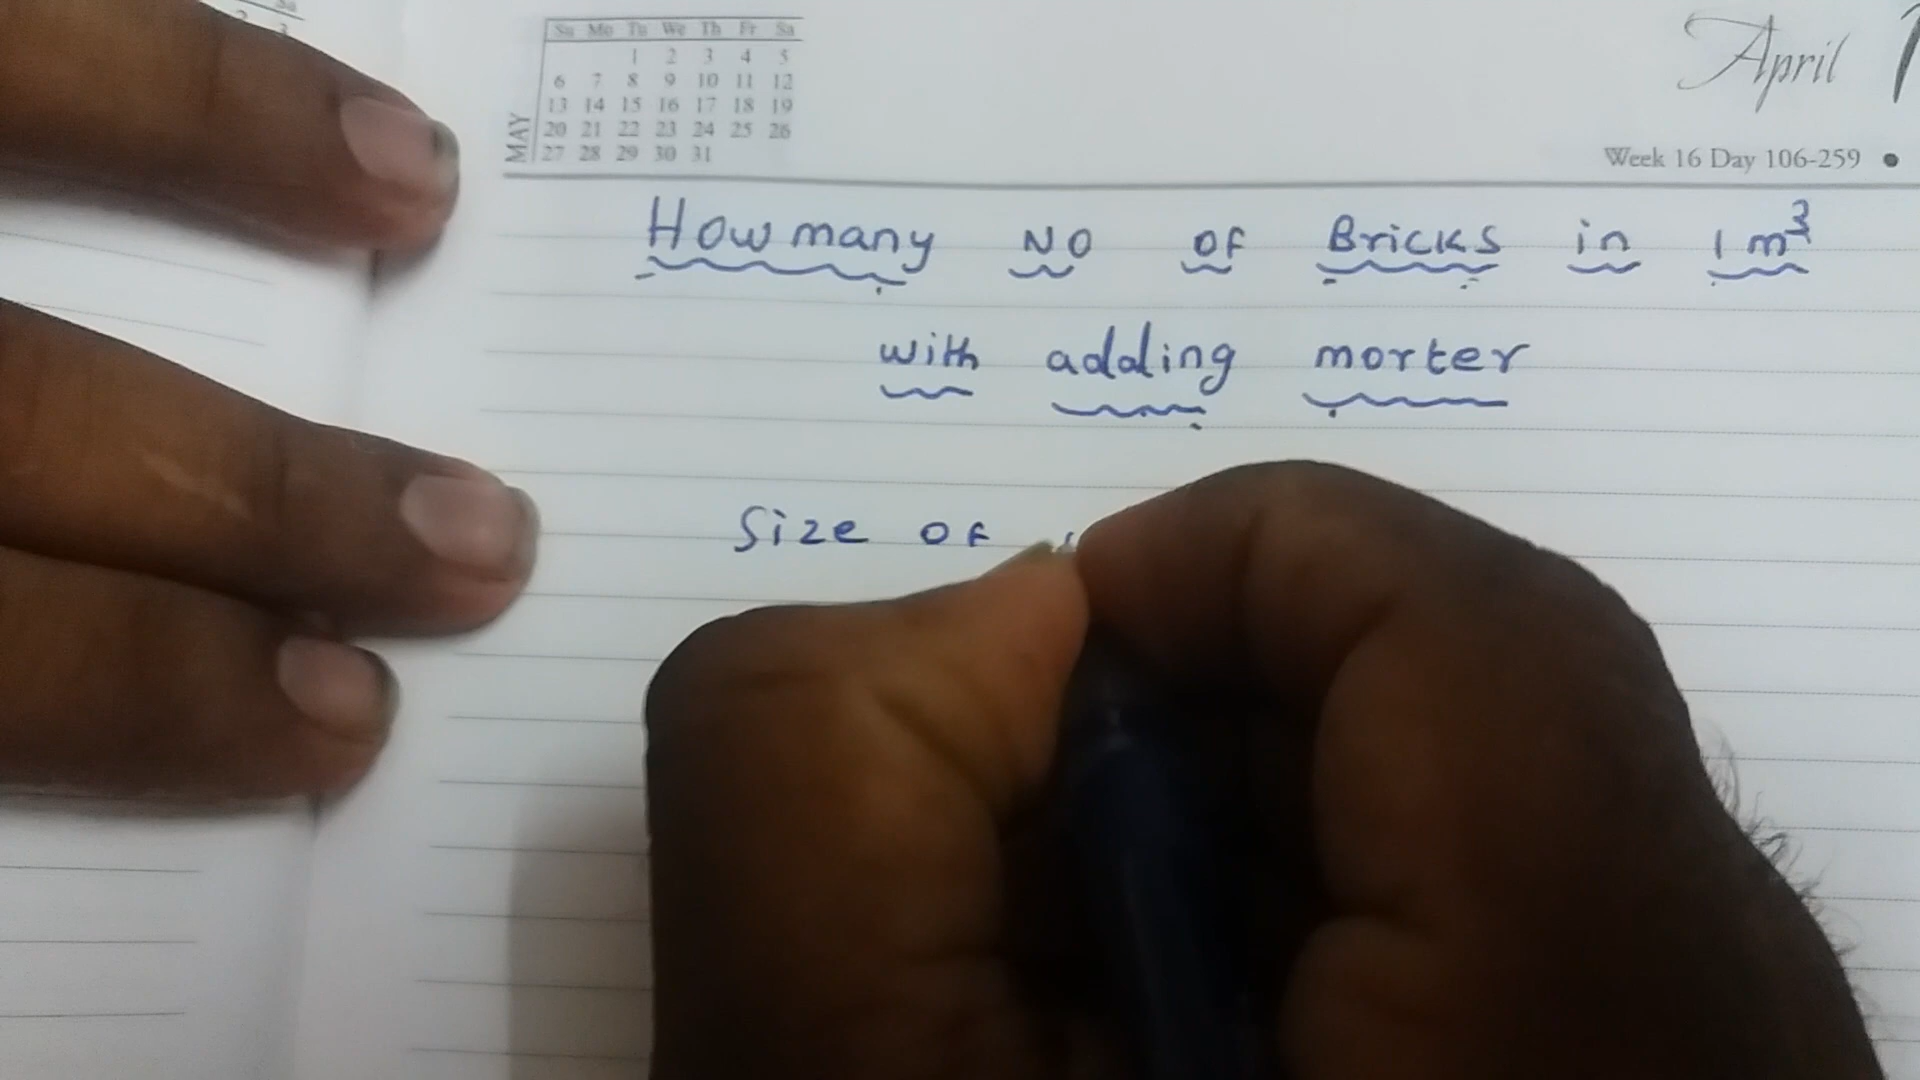 Su Mo Tu We Th Fr Sa
1 2 3 4 5
6 7 8 9 10 11 12
13 14 15 16 17 18 19
20 21 22 23 24 25 26
27 28 29 30 31
MAY
April
Week 16 Day 106-259 •
How many NO OF Bricks in 1 m³
with adding morter
Size OF